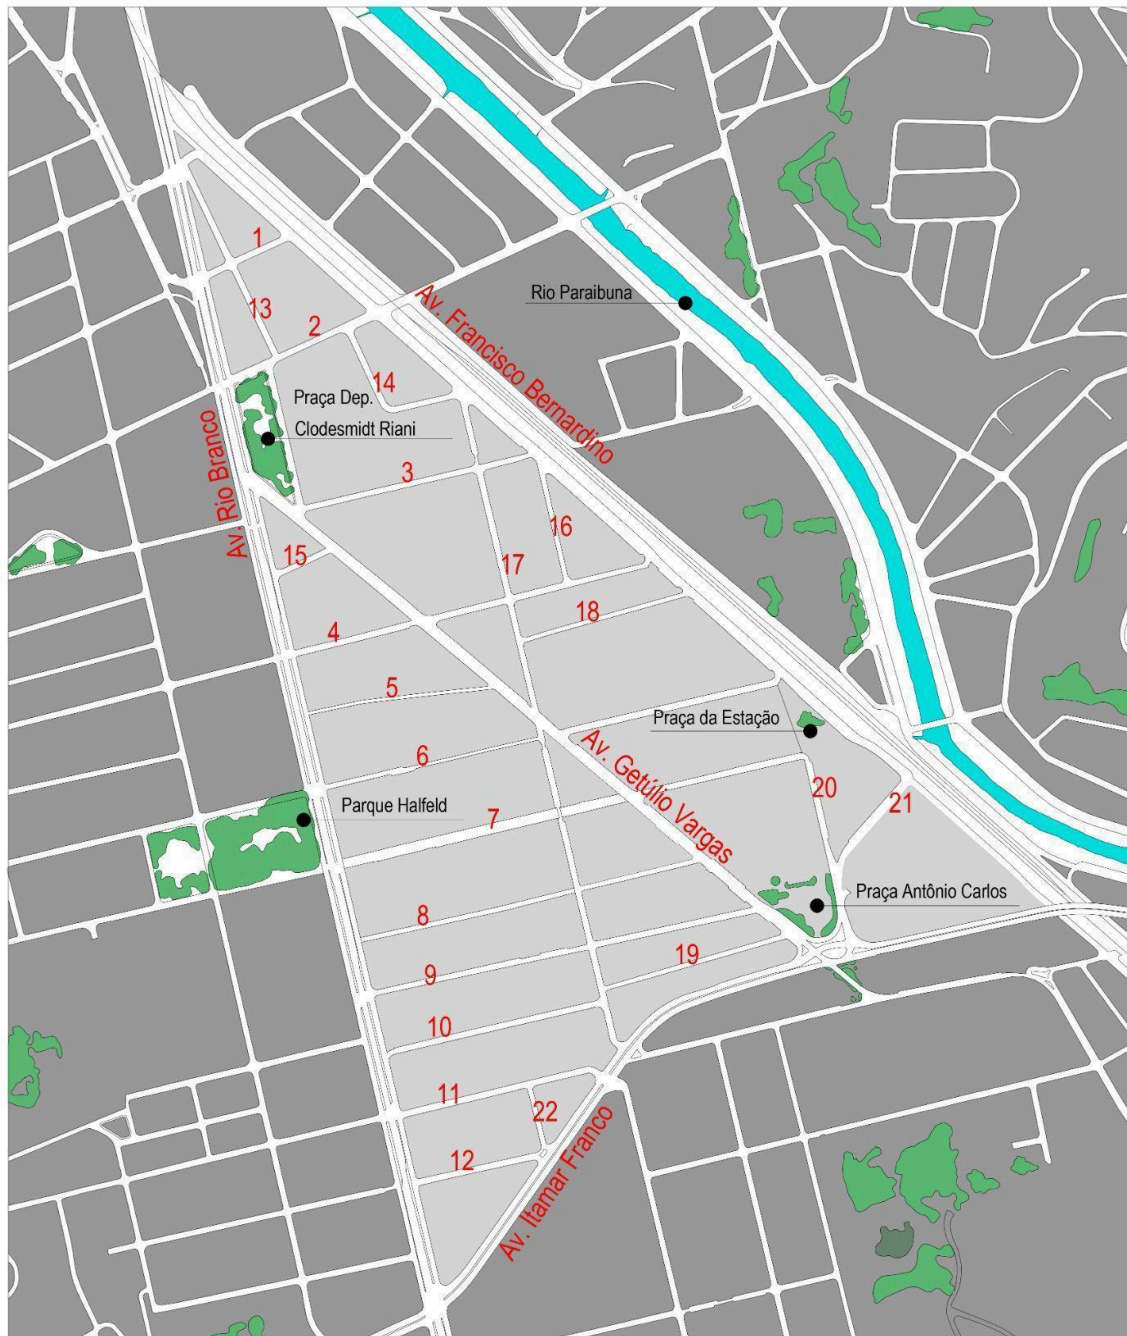 1
13
2
Av. Francisco Bernardino
Rio Paraibuna
14
Praça Dep.
Clodesmidt Riani
Av. Rio Branco
3
15
16
17
18
4
5
6
Praça da Estação
Av. Getúlio Vargas
20
21
Parque Halfeld
7
Praça Antônio Carlos
8
9
19
10
11
22
12
Av. Itamar Franco